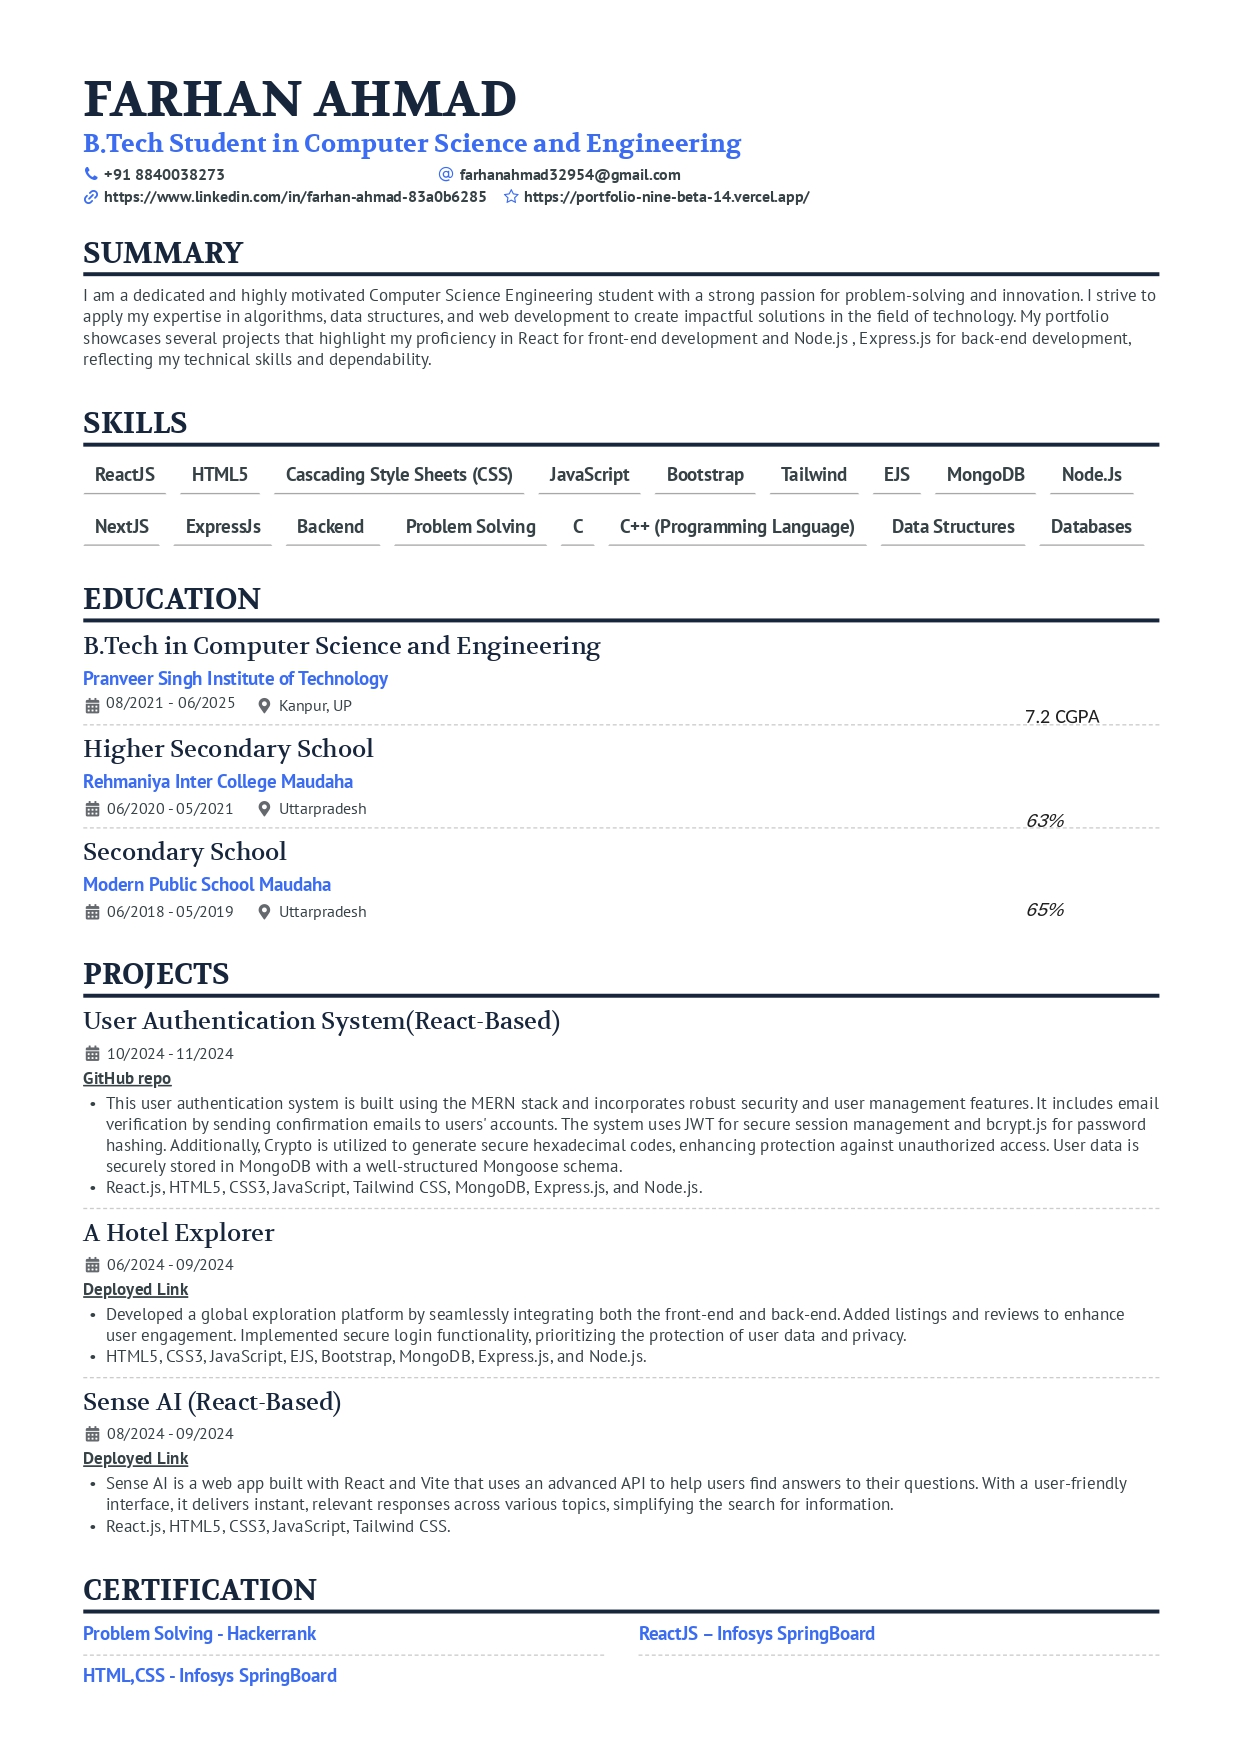 FARHAN AHMAD
B.Tech Student in Computer Science and Engineering
+91 8840038273 farhanahmad32954@gmail.com
https://www.linkedin.com/in/farhan-ahmad-83a0b6285 https://portfolio-nine-beta-14.vercel.app/
SUMMARY
I am a dedicated and highly motivated Computer Science Engineering student with a strong passion for problem-solving and innovation. I strive to
apply my expertise in algorithms, data structures, and web development to create impactful solutions in the field of technology. My portfolio
showcases several projects that highlight my proficiency in React for front-end development and Node.js , Express.js for back-end development,
reflecting my technical skills and dependability.
SKILLS
ReactJS HTML5 Cascading Style Sheets (CSS) JavaScript Bootstrap Tailwind EJS MongoDB Node.Js
NextJS ExpressJs Backend Problem Solving C C++ (Programming Language) Data Structures Databases
EDUCATION
B.Tech in Computer Science and Engineering
Pranveer Singh Institute of Technology
08/2021 - 06/2025 Kanpur, UP 7.2 CGPA
Higher Secondary School
Rehmaniya Inter College Maudaha
06/2020 - 05/2021 Uttarpradesh 63%
Secondary School
Modern Public School Maudaha
06/2018 - 05/2019 Uttarpradesh 65%
PROJECTS
User Authentication System(React-Based)
10/2024 - 11/2024
GitHub repo
• This user authentication system is built using the MERN stack and incorporates robust security and user management features. It includes email
verification by sending confirmation emails to users' accounts. The system uses JWT for secure session management and bcrypt.js for password
hashing. Additionally, Crypto is utilized to generate secure hexadecimal codes, enhancing protection against unauthorized access. User data is
securely stored in MongoDB with a well-structured Mongoose schema.
• React.js, HTML5, CSS3, JavaScript, Tailwind CSS, MongoDB, Express.js, and Node.js.
A Hotel Explorer
06/2024 - 09/2024
Deployed Link
• Developed a global exploration platform by seamlessly integrating both the front-end and back-end. Added listings and reviews to enhance
user engagement. Implemented secure login functionality, prioritizing the protection of user data and privacy.
• HTML5, CSS3, JavaScript, EJS, Bootstrap, MongoDB, Express.js, and Node.js.
Sense AI (React-Based)
08/2024 - 09/2024
Deployed Link
• Sense AI is a web app built with React and Vite that uses an advanced API to help users find answers to their questions. With a user-friendly
interface, it delivers instant, relevant responses across various topics, simplifying the search for information.
• React.js, HTML5, CSS3, JavaScript, Tailwind CSS.
CERTIFICATION
Problem Solving - Hackerrank ReactJS – Infosys SpringBoard
HTML,CSS - Infosys SpringBoard